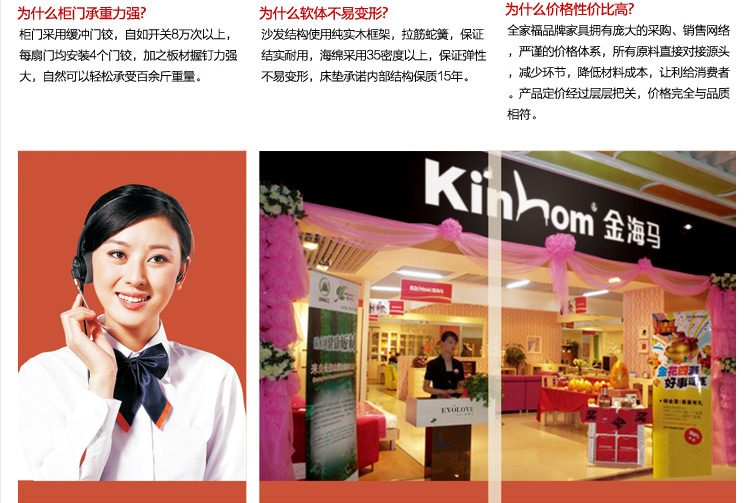 为什么柜门承重力强?
柜门采用缓冲门铰，自如开关8万次以上，
每扇门均安装4个门铰，加之板材握钉力强
大，自然可以轻松承受百余斤重量。
为什么软体不易变形?
沙发结构使用纯实木框架，拉筋蛇簧，保证
结实耐用，海绵采用35密度以上，保证弹性
不易变形，床垫承诺内部结构保质15年。
为什么价格性价比高?
全家福品牌家具拥有庞大的采购、销售网络
，严谨的价格体系，所有原料直接对接源头
，减少环节，降低材料成本，让利给消费者
。产品定价经过层层把关，价格完全与品质
相符。
Kinhom® 金海马
EVOLOVE